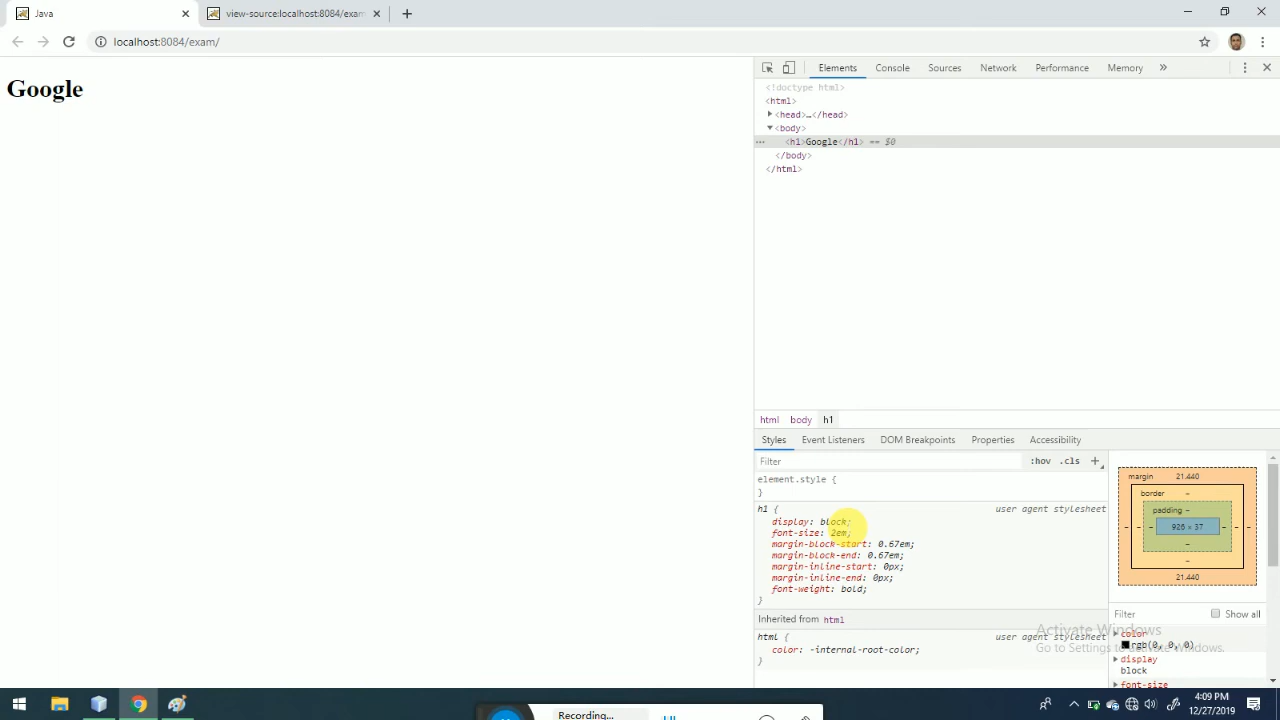 Java
view-source:localhost:8084/exam
localhost:8084/exam/
Google
Elements
Console
Sources
Network
Performance
Memory
»
<!doctype html>
<html>
<head>…</head>
<body>
<h1>Google</h1> == $0
</body>
</html>
html
body
h1
Styles
Event Listeners
DOM Breakpoints
Properties
Accessibility
Filter
:hov
.cls
+
element.style {
}
h1 {
user agent stylesheet
display: block;
font-size: 2em;
margin-block-start: 0.67em;
margin-block-end: 0.67em;
margin-inline-start: 0px;
margin-inline-end: 0px;
font-weight: bold;
}
Inherited from html
html {
user agent stylesheet
color: -internal-root-color;
}
margin
21.440
border
–
padding
–
926 × 37
–
–
21.440
Filter
Show all
color
rgb(0, 0, 0)
display
block
font-size
Activate Windows
Go to Settings to activate Windows.
Recording...
4:09 PM
12/27/2019